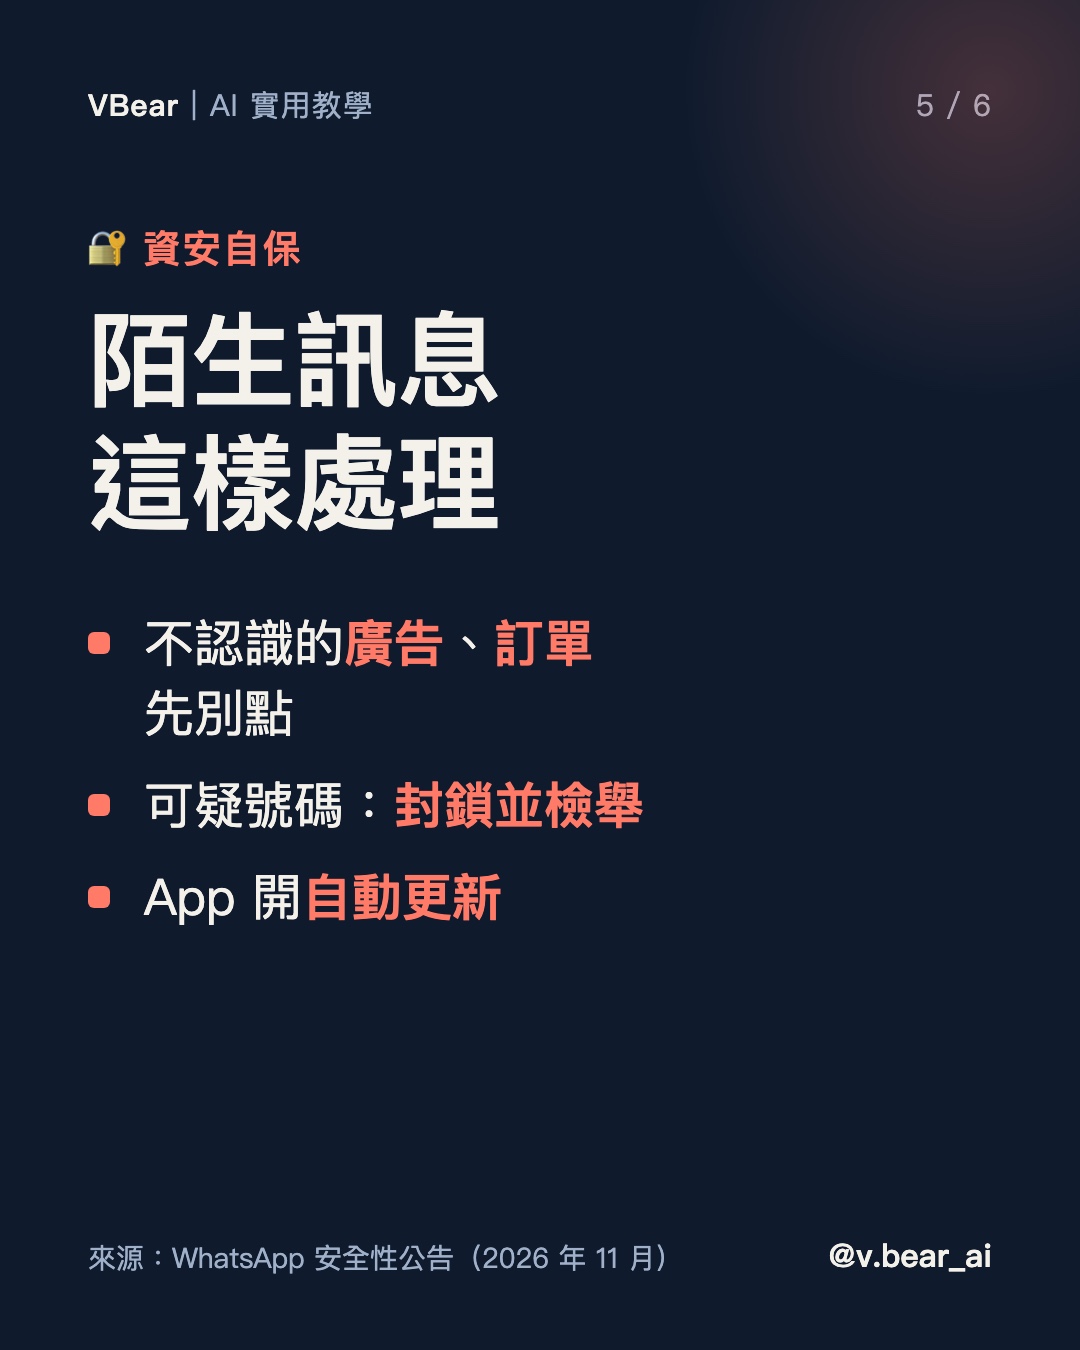 VBear | AI 實用教學
5 / 6
🔐 資安自保
陌生訊息
這樣處理
不認識的廣告、訂單
先別點
可疑號碼：封鎖並檢舉
App 開自動更新
來源：WhatsApp 安全性公告（2026 年 11 月）
@v.bear_ai